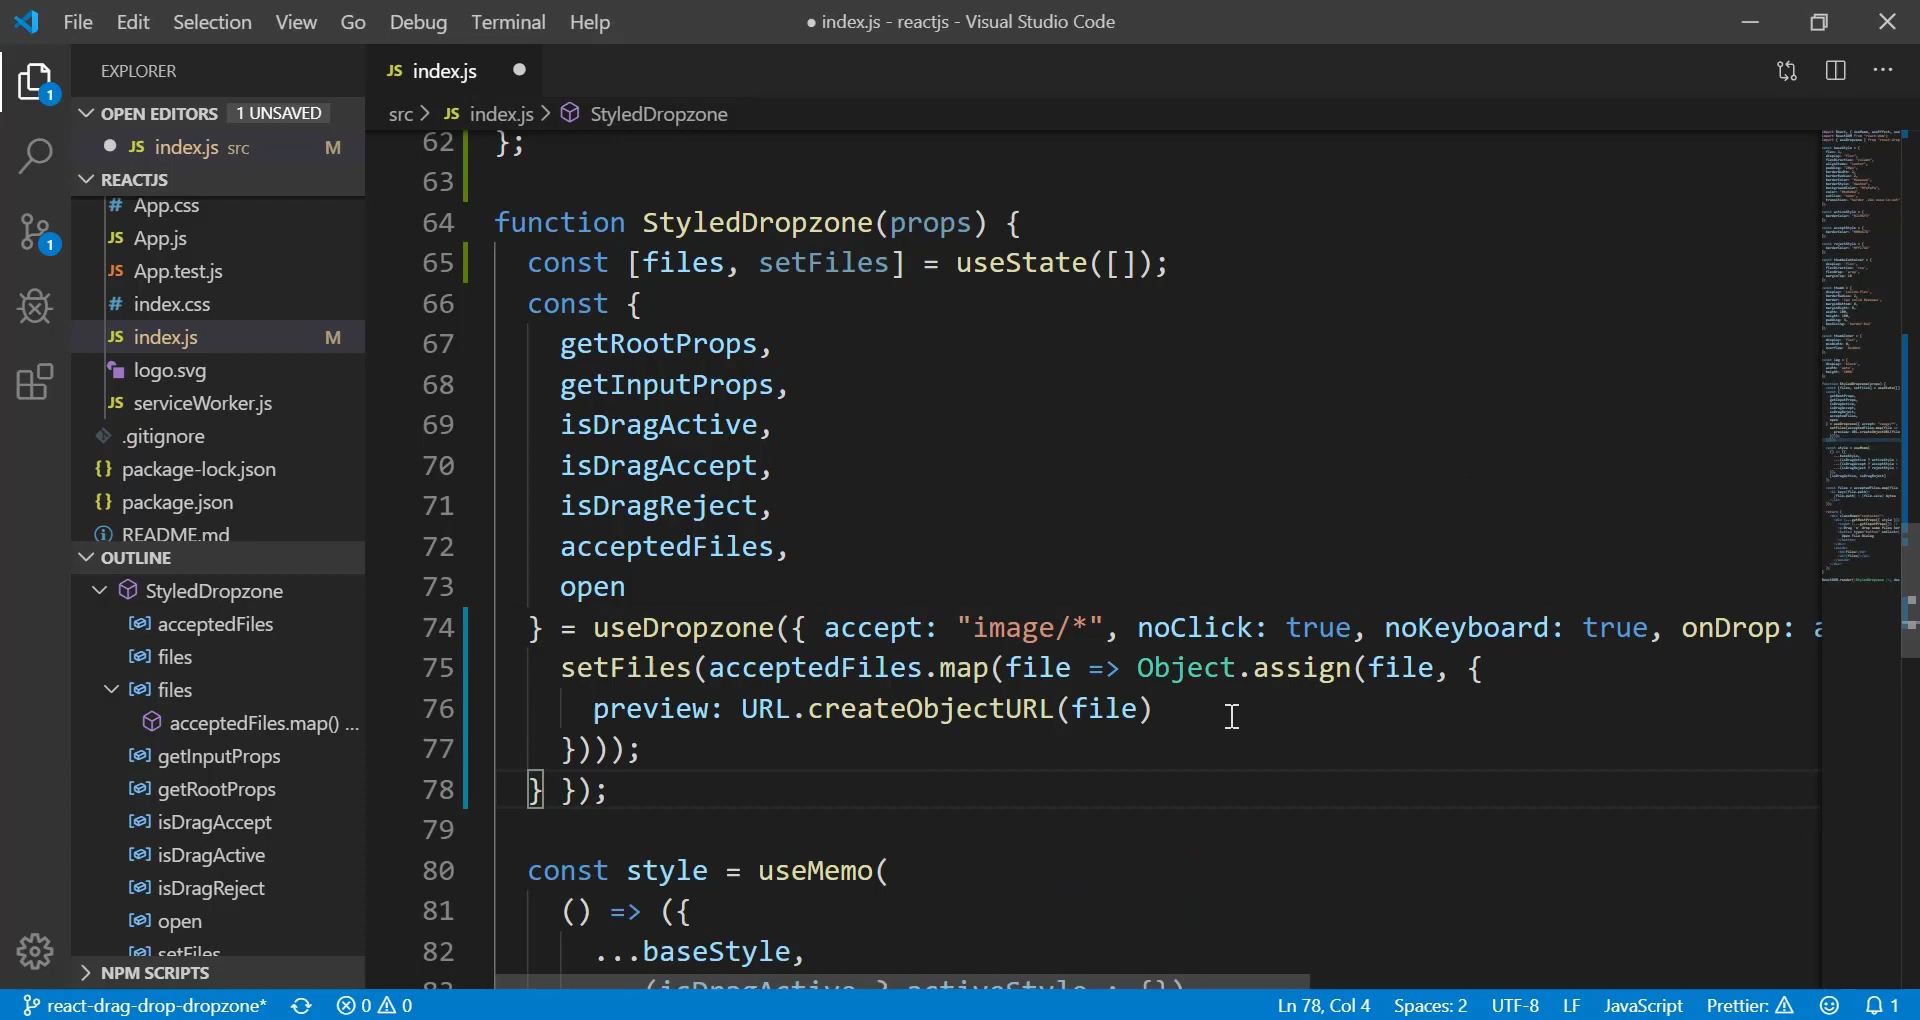 File Edit Selection View Go Debug Terminal Help
● index.js - reactjs - Visual Studio Code
EXPLORER
OPEN EDITORS 1 UNSAVED
JS index.js src M
REACTJS
# App.css
JS App.js
JS App.test.js
# index.css
JS index.js M
logo.svg
JS serviceWorker.js
.gitignore
{} package-lock.json
{} package.json
README.md
OUTLINE
StyledDropzone
acceptedFiles
files
files
acceptedFiles.map() ...
getInputProps
getRootProps
isDragAccept
isDragActive
isDragReject
open
setFiles
NPM SCRIPTS
1
1
JS index.js
src > JS index.js > StyledDropzone
62 };
63
64 function StyledDropzone(props) {
65 const [files, setFiles] = useState([]);
66 const {
67 getRootProps,
68 getInputProps,
69 isDragActive,
70 isDragAccept,
71 isDragReject,
72 acceptedFiles,
73 open
74 } = useDropzone({ accept: "image/*", noClick: true, noKeyboard: true, onDrop: a
75 setFiles(acceptedFiles.map(file => Object.assign(file, {
76 preview: URL.createObjectURL(file)
77 })));
78 } });
79
80 const style = useMemo(
81 () => ({
82 ...baseStyle,
83 (isDragActive ? activeStyle : {})
react-drag-drop-dropzone* 0 0
Ln 78, Col 4 Spaces: 2 UTF-8 LF JavaScript Prettier: 1